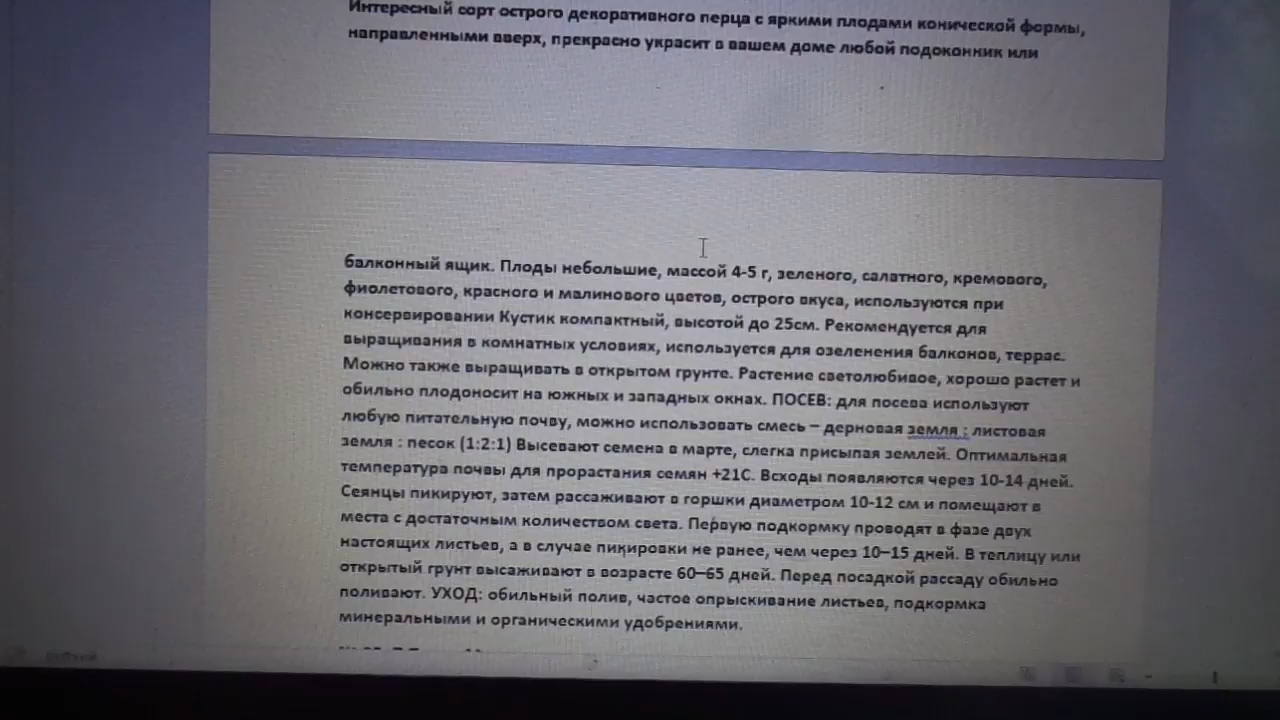 Интересный сорт острого декоративного перца с яркими плодами конической формы,
направленными вверх, прекрасно украсит в вашем доме любой подоконник или
балконный ящик. Плоды небольшие, массой 4-5 г, зеленого, салатного, кремового,
фиолетового, красного и малинового цветов, острого вкуса, используются при
консервировании Кустик компактный, высотой до 25см. Рекомендуется для
выращивания в комнатных условиях, используется для озеленения балконов, террас.
Можно также выращивать в открытом грунте. Растение светолюбивое, хорошо растет и
обильно плодоносит на южных и западных окнах. ПОСЕВ: для посева используют
любую питательную почву, можно использовать смесь – дерновая земля : листовая
земля : песок (1:2:1) Высевают семена в марте, слегка присыпая землей. Оптимальная
температура почвы для прорастания семян +21С. Всходы появляются через 10-14 дней.
Сеянцы пикируют, затем рассаживают в горшки диаметром 10-12 см и помещают в
места с достаточным количеством света. Первую подкормку проводят в фазе двух
настоящих листьев, а в случае пикировки не ранее, чем через 10–15 дней. В теплицу или
открытый грунт высаживают в возрасте 60–65 дней. Перед посадкой рассаду обильно
поливают. УХОД: обильный полив, частое опрыскивание листьев, подкормка
минеральными и органическими удобрениями.